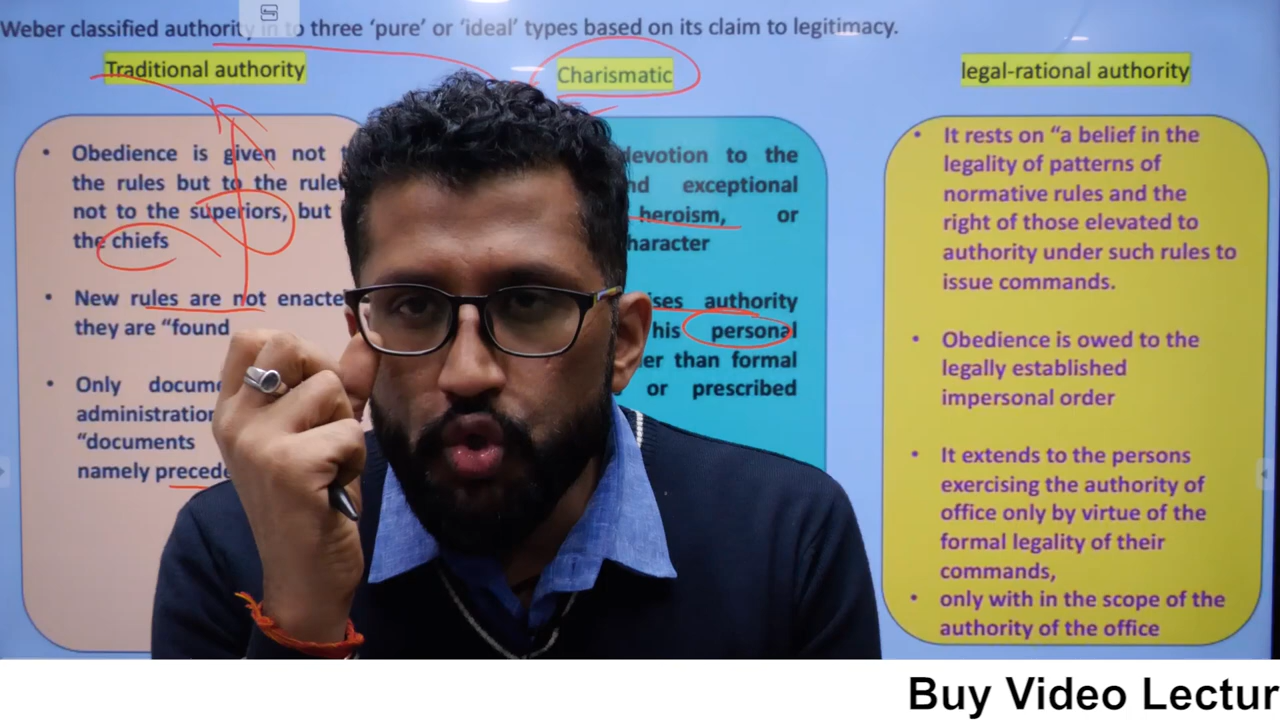 Weber classified authority in to three ‘pure’ or ‘ideal’ types based on its claim to legitimacy.
Traditional authority
• Obedience is given not
the rules but to the rule
not to the superiors, but
the chiefs
• New rules are not enacte
they are “found
• Only docume
administration
“documents
namely precede
Charismatic
devotion to the
exceptional
heroism, or
haracter
ises authority
his personal
er than formal
or prescribed
legal-rational authority
• It rests on “a belief in the
legality of patterns of
normative rules and the
right of those elevated to
authority under such rules to
issue commands.
• Obedience is owed to the
legally established
impersonal order
• It extends to the persons
exercising the authority of
office only by virtue of the
formal legality of their
commands,
• only with in the scope of the
authority of the office
Buy Video Lectur